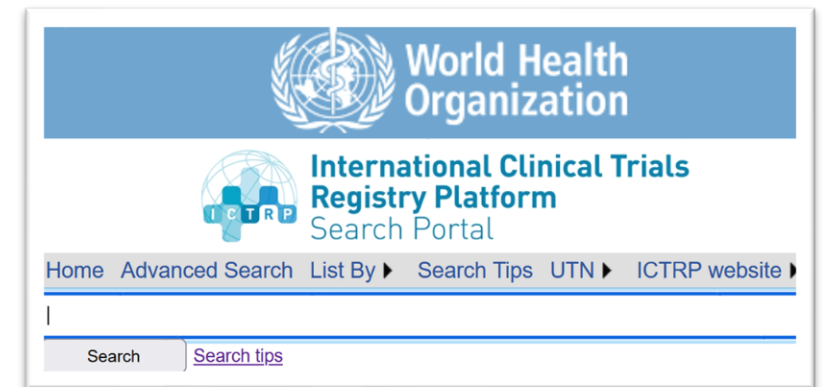 World Health
Organization
International Clinical Trials
Registry Platform
Search Portal
ICTRP
Home Advanced Search List By Search Tips UTN ICTRP website
Search Search tips